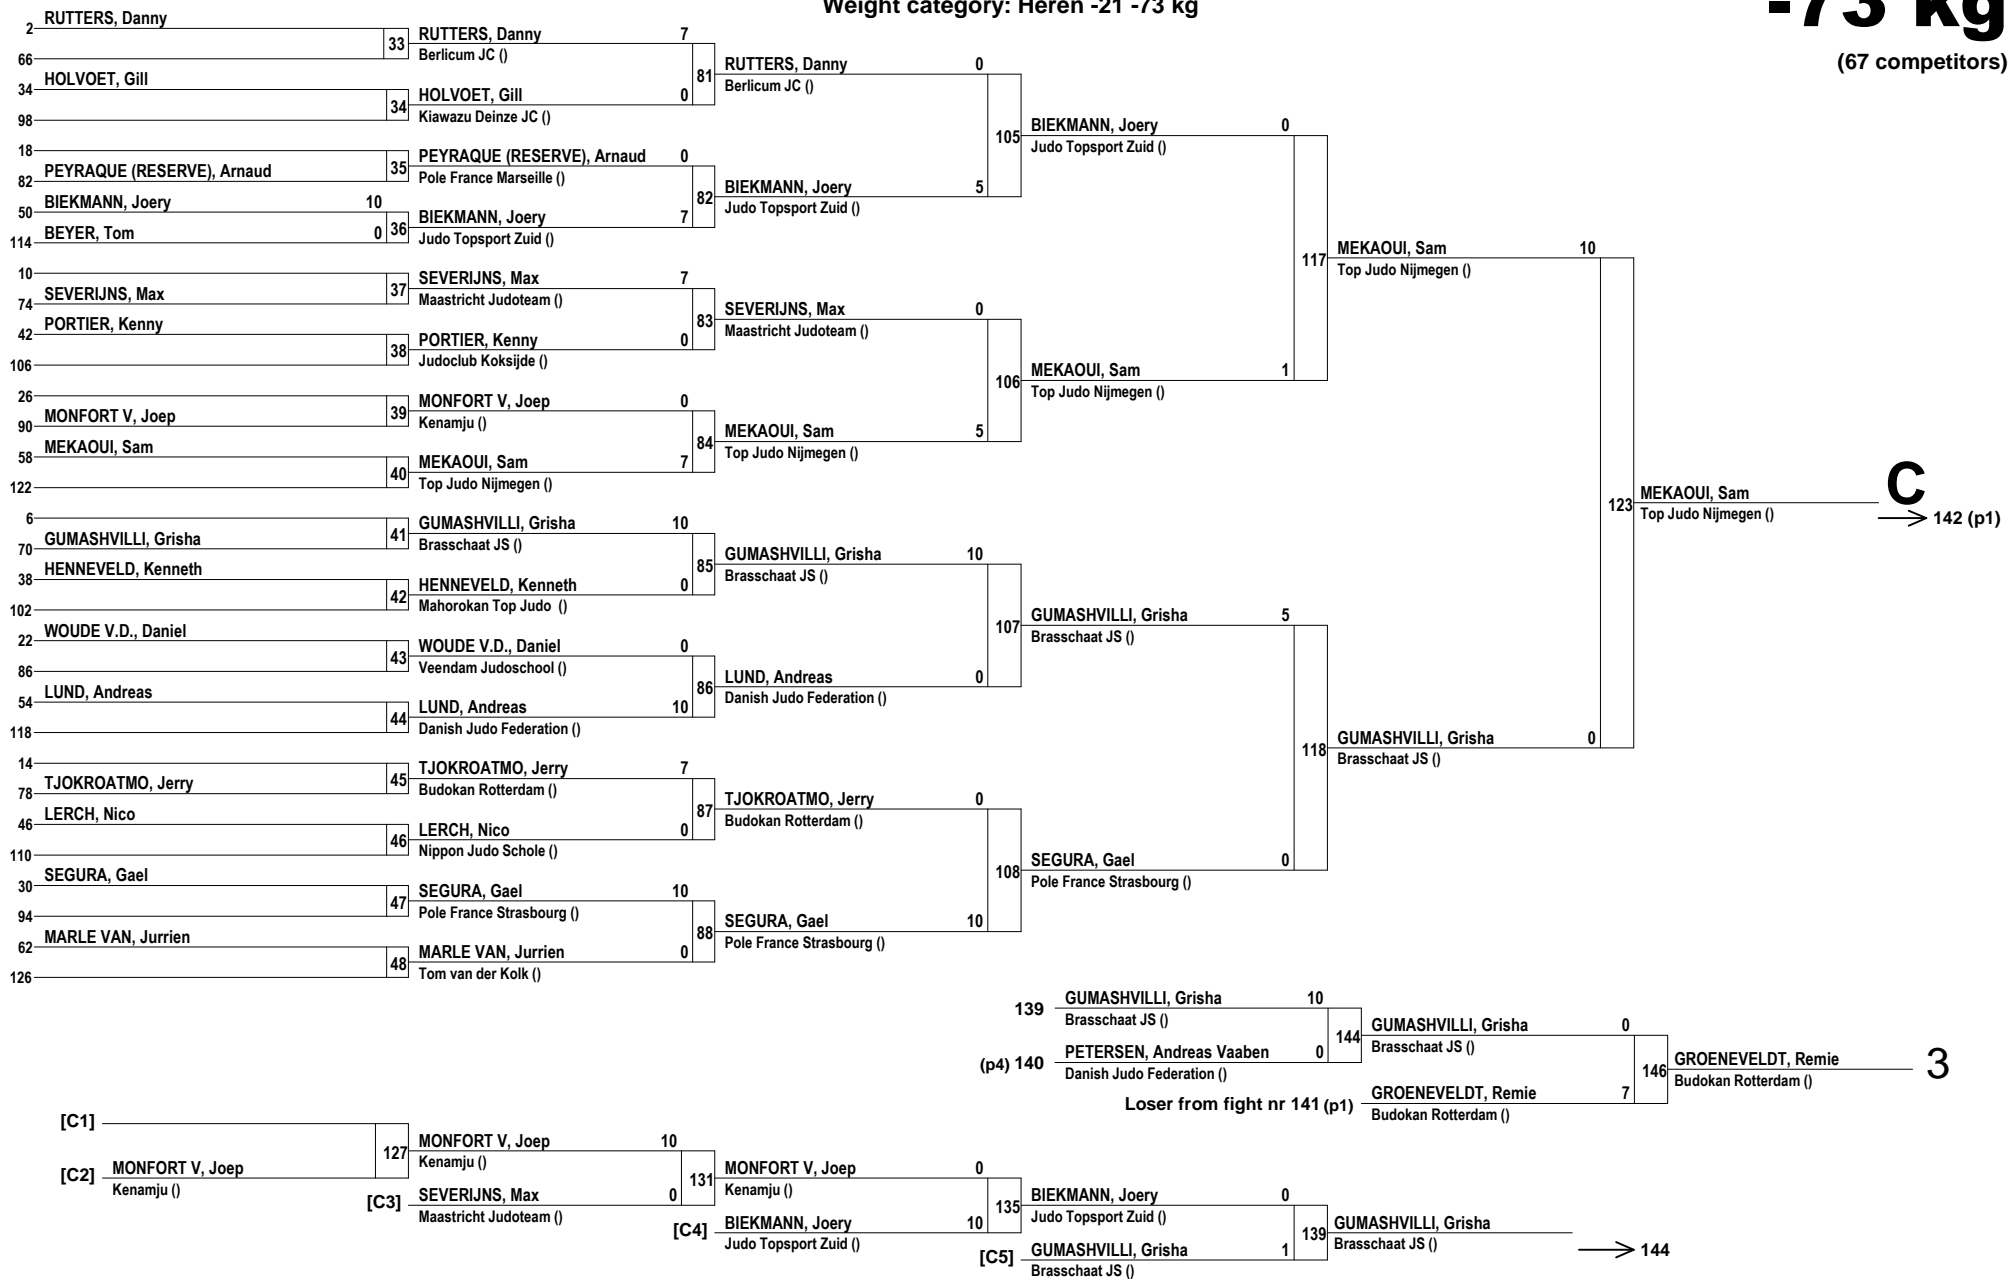 Weight category: Heren -21 -73 kg
-73 kg
(67 competitors)
2 RUTTERS, Danny
66
33
34 HOLVOET, Gill
98
34
18
82 PEYRAQUE (RESERVE), Arnaud
35
50 BIEKMANN, Joery 10
114 BEYER, Tom 0
36
10
74 SEVERIJNS, Max
37
42 PORTIER, Kenny
106
38
26
90 MONFORT V, Joep
39
58 MEKAOUI, Sam
122
40
6
70 GUMASHVILLI, Grisha
41
38 HENNEVELD, Kenneth
102
42
22 WOUDE V.D., Daniel
86
43
54 LUND, Andreas
118
44
14
78 TJOKROATMO, Jerry
45
46 LERCH, Nico
110
46
30 SEGURA, Gael
94
47
62 MARLE VAN, Jurrien
126
48
RUTTERS, Danny 7
Berlicum JC ()
81
HOLVOET, Gill 0
Kiawazu Deinze JC ()
PEYRAQUE (RESERVE), Arnaud 0
Pole France Marseille ()
82
BIEKMANN, Joery 7
Judo Topsport Zuid ()
SEVERIJNS, Max 7
Maastricht Judoteam ()
83
PORTIER, Kenny 0
Judoclub Koksijde ()
MONFORT V, Joep 0
Kenamju ()
84
MEKAOUI, Sam 7
Top Judo Nijmegen ()
GUMASHVILLI, Grisha 10
Brasschaat JS ()
85
HENNEVELD, Kenneth 0
Mahorokan Top Judo ()
WOUDE V.D., Daniel 0
Veendam Judoschool ()
86
LUND, Andreas 10
Danish Judo Federation ()
TJOKROATMO, Jerry 7
Budokan Rotterdam ()
87
LERCH, Nico 0
Nippon Judo Schole ()
SEGURA, Gael 10
Pole France Strasbourg ()
88
MARLE VAN, Jurrien 0
Tom van der Kolk ()
RUTTERS, Danny 0
Berlicum JC ()
105
BIEKMANN, Joery 5
Judo Topsport Zuid ()
SEVERIJNS, Max 0
Maastricht Judoteam ()
106
MEKAOUI, Sam 5
Top Judo Nijmegen ()
GUMASHVILLI, Grisha 10
Brasschaat JS ()
107
LUND, Andreas 0
Danish Judo Federation ()
TJOKROATMO, Jerry 0
Budokan Rotterdam ()
108
SEGURA, Gael 10
Pole France Strasbourg ()
BIEKMANN, Joery 0
Judo Topsport Zuid ()
117
MEKAOUI, Sam 1
Top Judo Nijmegen ()
GUMASHVILLI, Grisha 5
Brasschaat JS ()
118
SEGURA, Gael 0
Pole France Strasbourg ()
MEKAOUI, Sam 10
Top Judo Nijmegen ()
123
GUMASHVILLI, Grisha 0
Brasschaat JS ()
MEKAOUI, Sam
Top Judo Nijmegen ()
C
142 (p1)
139 GUMASHVILLI, Grisha 10
Brasschaat JS ()
144
(p4) 140 PETERSEN, Andreas Vaaben 0
Danish Judo Federation ()
GUMASHVILLI, Grisha 0
Brasschaat JS ()
146
Loser from fight nr 141 (p1) GROENEVELDT, Remie 7
Budokan Rotterdam ()
GROENEVELDT, Remie
Budokan Rotterdam ()
3
[C1]
127
[C2] MONFORT V, Joep
Kenamju ()
MONFORT V, Joep 10
Kenamju ()
131
[C3] SEVERIJNS, Max 0
Maastricht Judoteam ()
MONFORT V, Joep 0
Kenamju ()
135
[C4] BIEKMANN, Joery 10
Judo Topsport Zuid ()
BIEKMANN, Joery 0
Judo Topsport Zuid ()
139
[C5] GUMASHVILLI, Grisha 1
Brasschaat JS ()
GUMASHVILLI, Grisha
Brasschaat JS ()
144